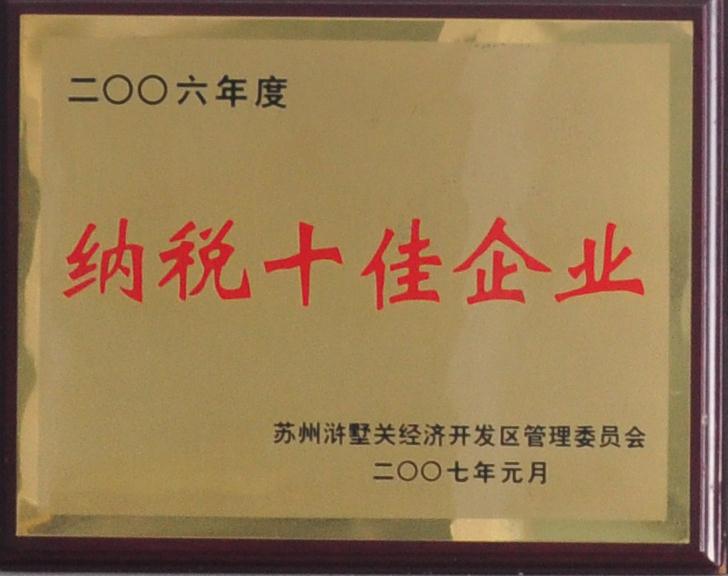 二〇〇六年度
纳税十佳企业
苏州浒墅关经济开发区管理委员会
二〇〇七年元月